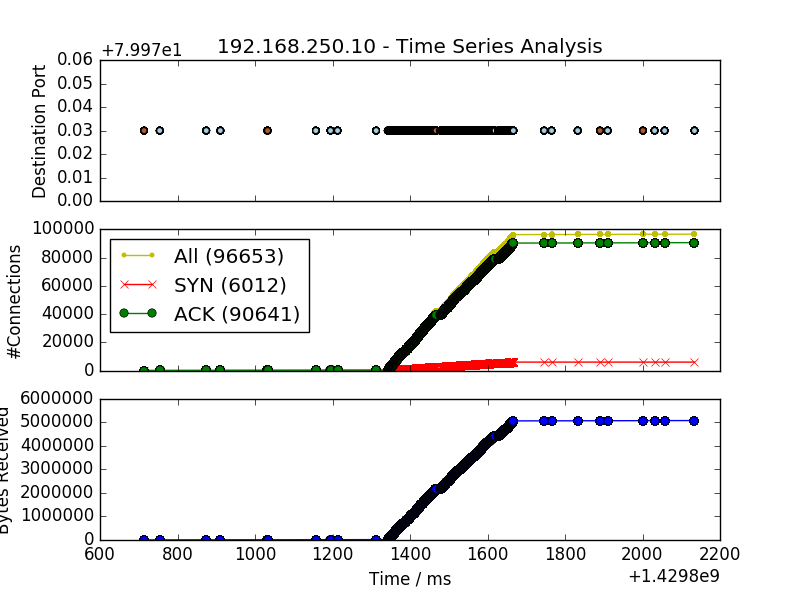 +7.997e1
192.168.250.10 - Time Series Analysis
0.06
0.05
0.04
0.03
0.02
0.01
0.00
Destination Port
100000
80000
60000
40000
20000
0
#Connections
All (96653)
SYN (6012)
ACK (90641)
6000000
5000000
4000000
3000000
2000000
1000000
0
Bytes Received
600 800 1000 1200 1400 1600 1800 2000 2200
Time / ms
+1.4298e9